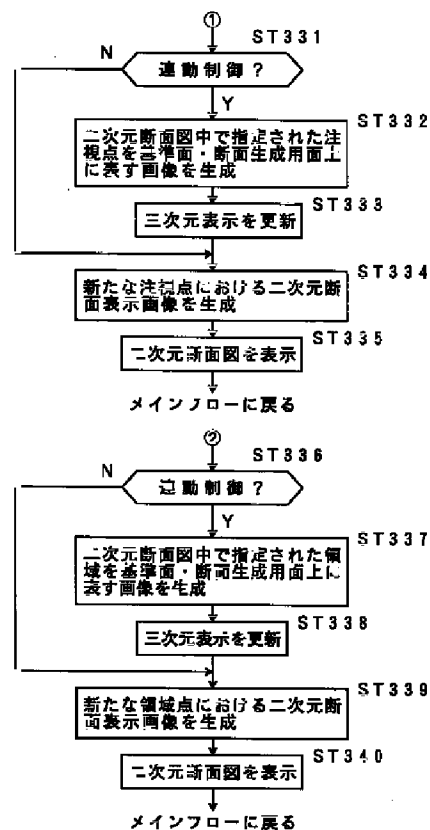 ①
ST331
N
連動制御?
Y
ST332
二次元断面図中で指定された注
視点を基準面・断面生成用面上
に表す画像を生成
ST333
三次元表示を更新
ST334
新たな注視点における二次元断
面表示画像を生成
ST335
二次元断面図を表示
メインフローに戻る
②
ST336
N
連動制御?
Y
ST337
二次元断面図中で指定された領
域を基準面・断面生成用面上に
表す画像を生成
ST338
三次元表示を更新
ST339
新たな領域点における二次元断
面表示画像を生成
ST340
二次元断面図を表示
メインフローに戻る